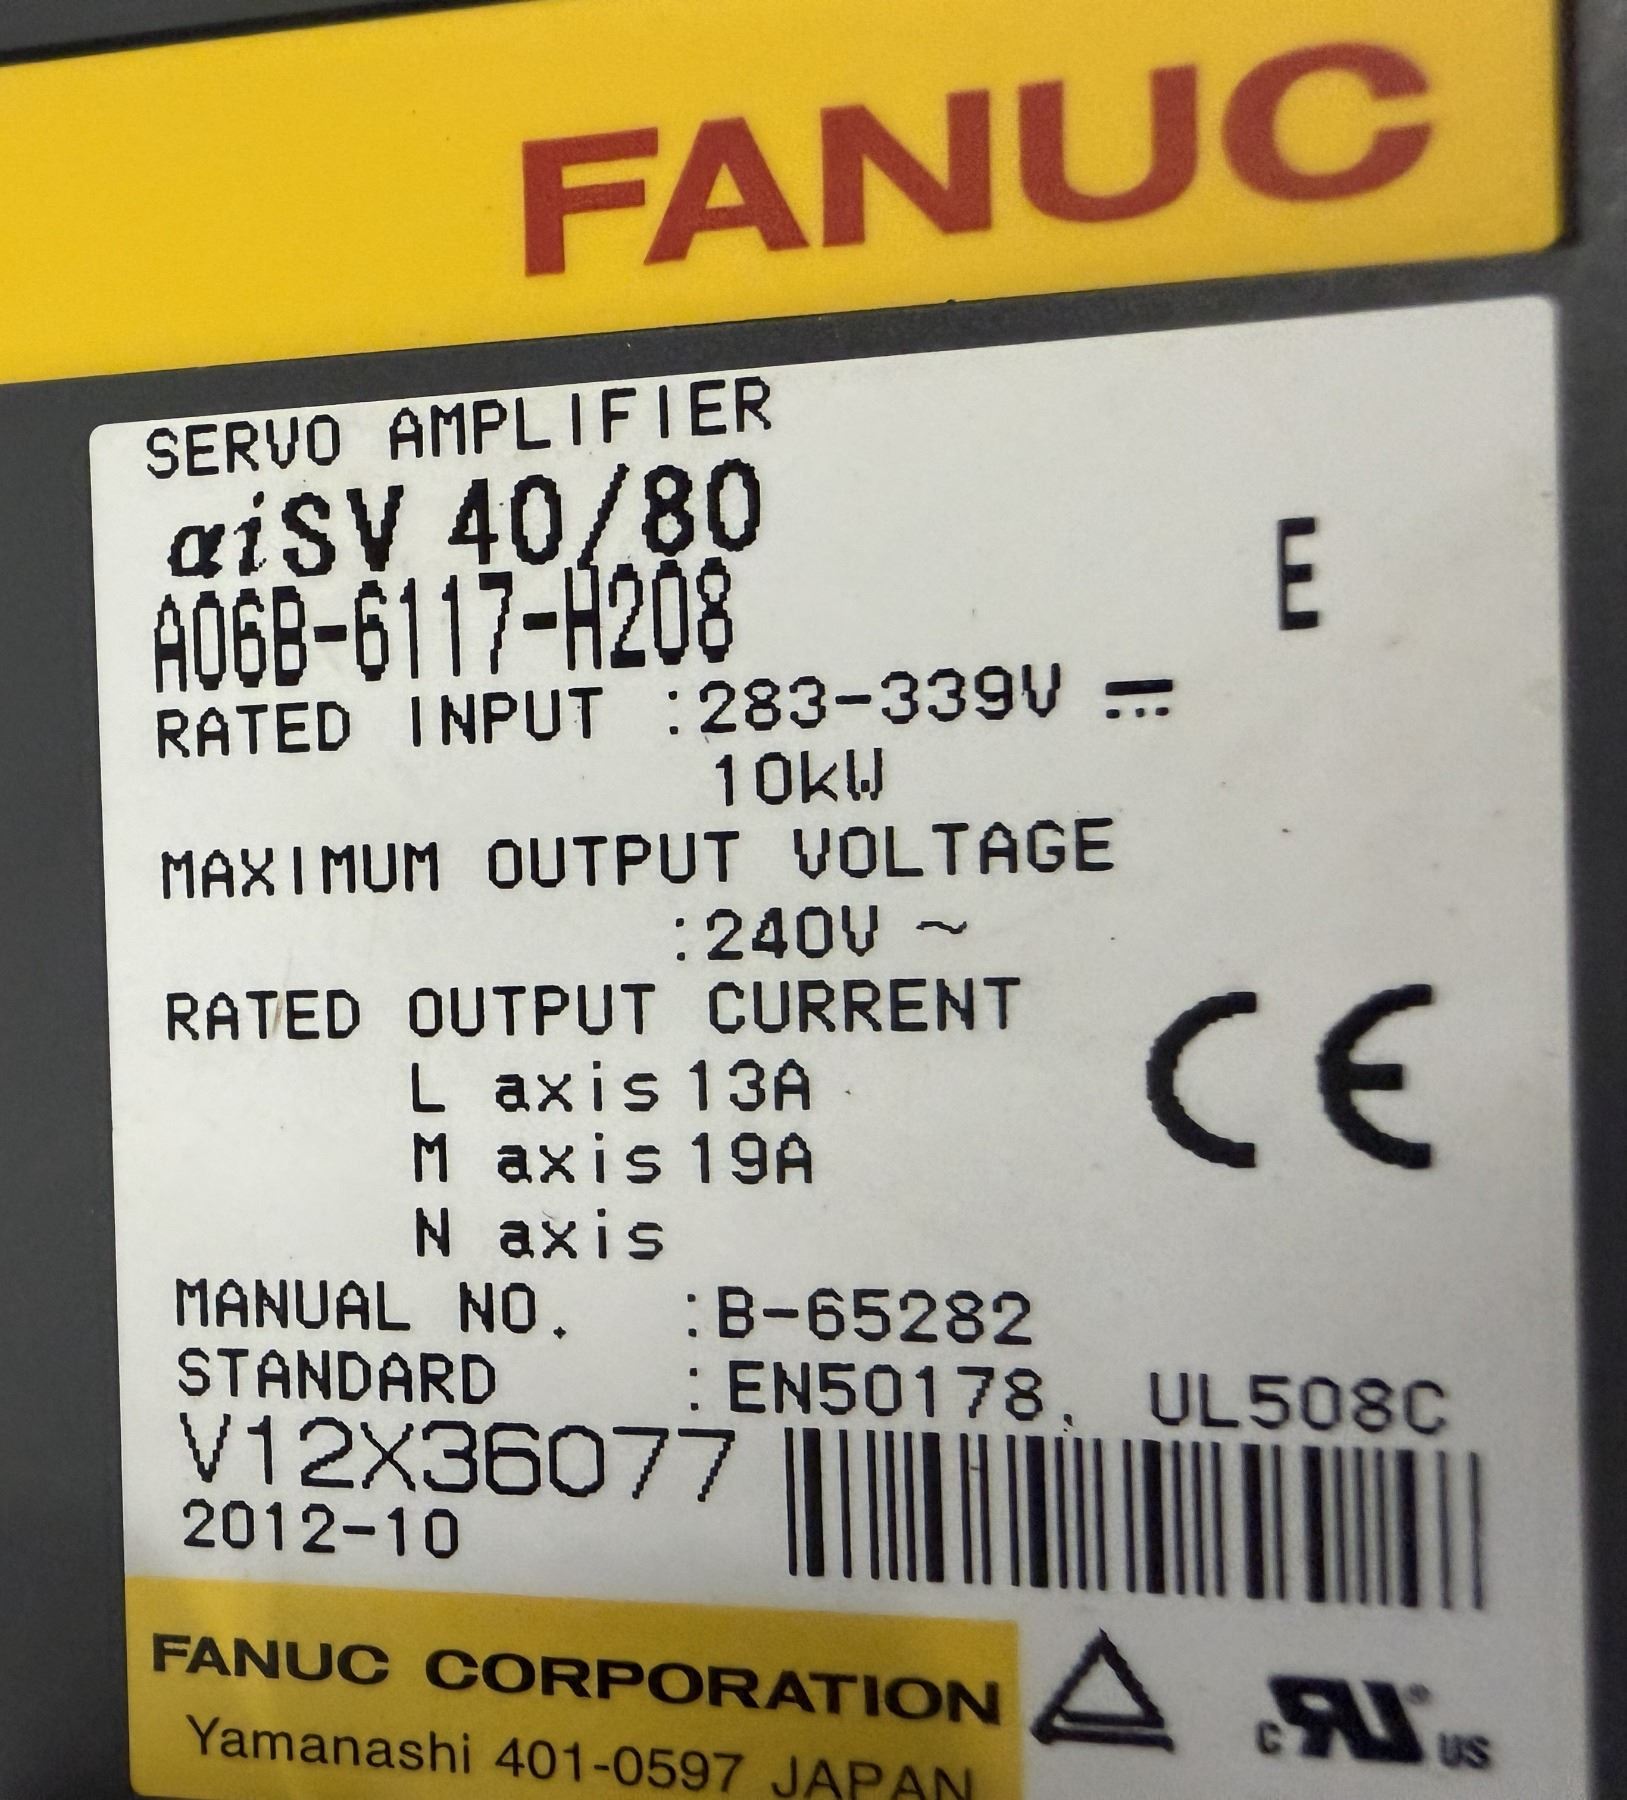 FANUC
SERVO AMPLIFIER
αiSV 40/80
E
A06B-6117-H208
RATED INPUT :283-339V ⎓
10kW
MAXIMUM OUTPUT VOLTAGE
:240V ~
RATED OUTPUT CURRENT
L axis 13A
M axis 19A
N axis
CE
MANUAL NO. :B-65282
STANDARD :EN50178, UL508C
V12X36077
2012-10
FANUC CORPORATION
Yamanashi 401-0597 JAPAN
c RU US